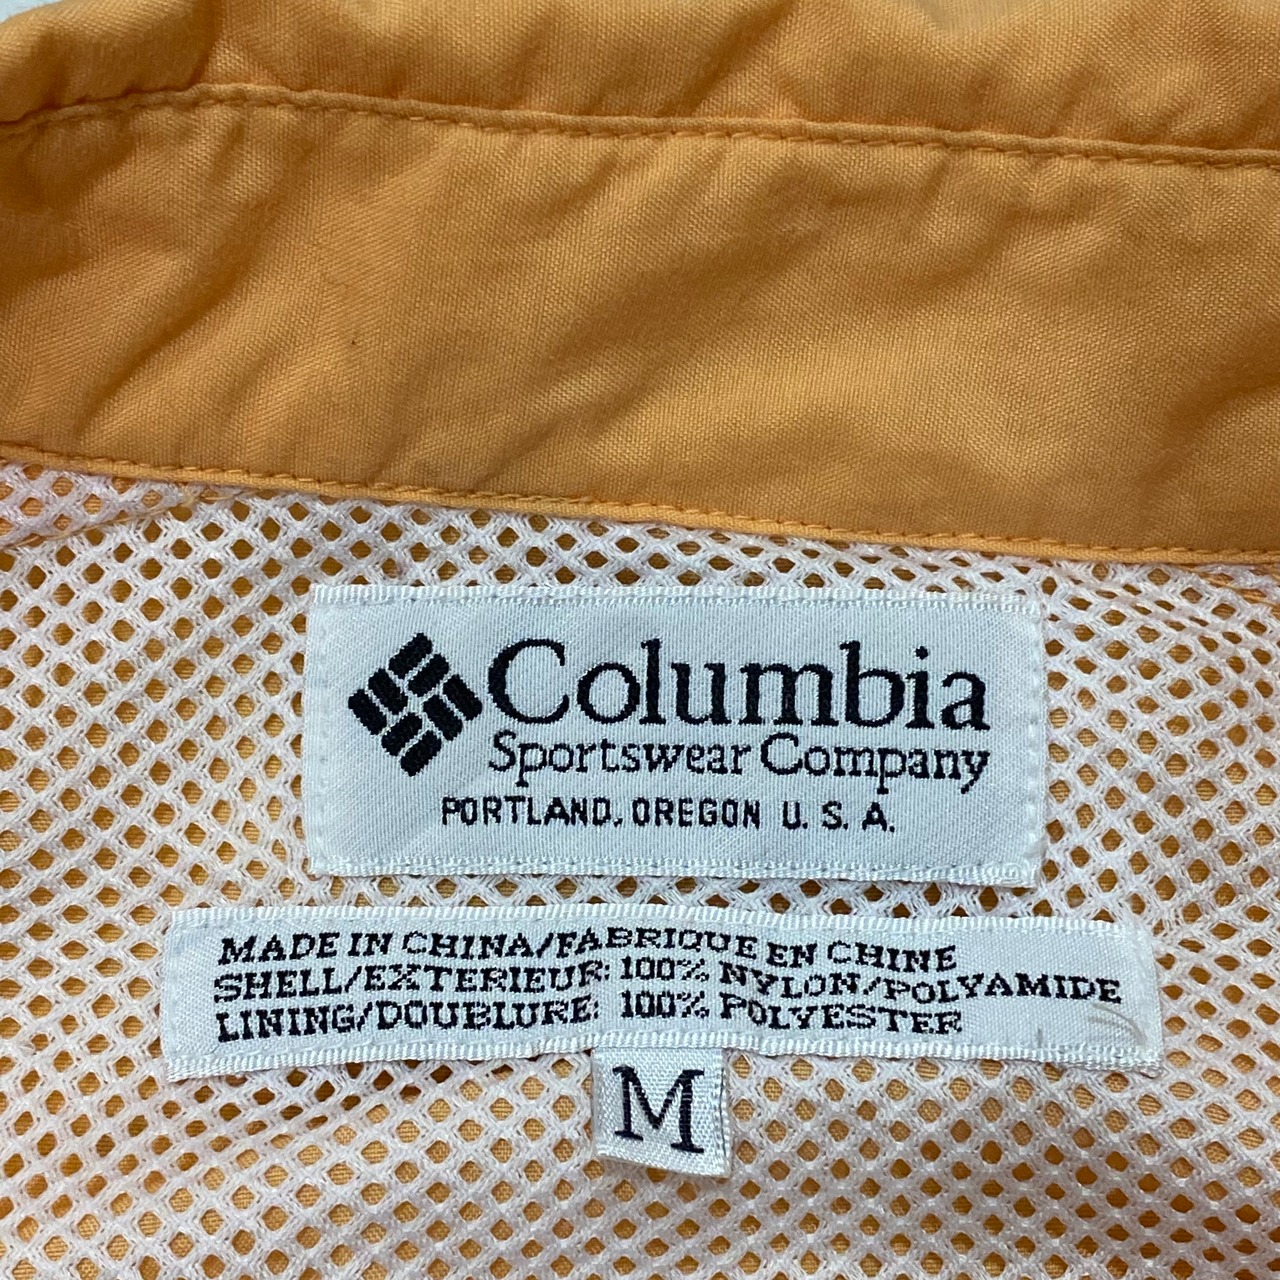 Columbia
Sportswear Company
PORTLAND, OREGON U. S. A.
MADE IN CHINA/FABRIQUE EN CHINE
SHELL/EXTERIEUR: 100% NYLON/POLYAMIDE
LINING/DOUBLURE: 100% POLYESTER
M